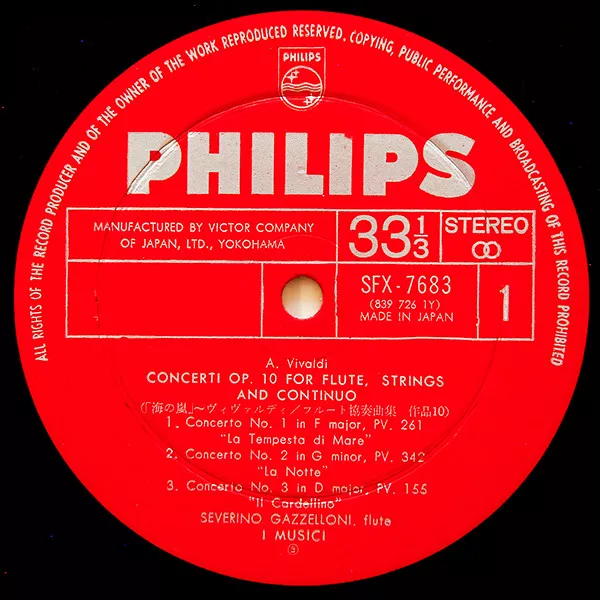 ALL RIGHTS OF THE RECORD PRODUCER AND OF THE OWNER OF THE WORK REPRODUCED RESERVED. COPYING, PUBLIC PERFORMANCE AND BROADCASTING OF THIS RECORD PROHIBITED
PHILIPS
PHILIPS
MANUFACTURED BY VICTOR COMPANY
OF JAPAN, LTD., YOKOHAMA
33 1/3
STEREO
SFX-7683
(839 726 1Y)
MADE IN JAPAN
1
A. Vivaldi
CONCERTI OP. 10 FOR FLUTE, STRINGS
AND CONTINUO
(「海の嵐」~ヴィヴァルディ/フルート協奏曲集 作品10)
1. Concerto No. 1 in F major, PV. 261
"La Tempesta di Mare"
2. Concerto No. 2 in G minor, PV. 342
"La Notte"
3. Concerto No. 3 in D major, PV. 155
"Il Cardellino"
SEVERINO GAZZELLONI, flute
I MUSICI